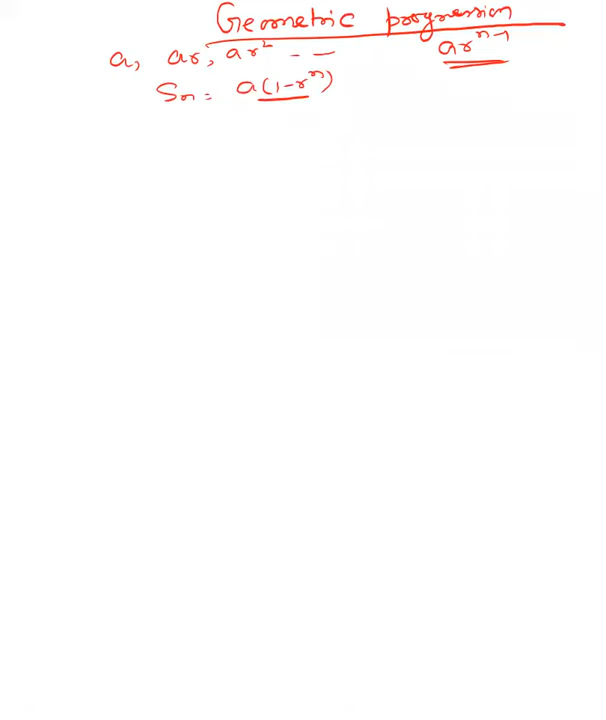 Geometric progression
a, ar, ar² - - arⁿ⁻¹
Sn = a(1-rⁿ)